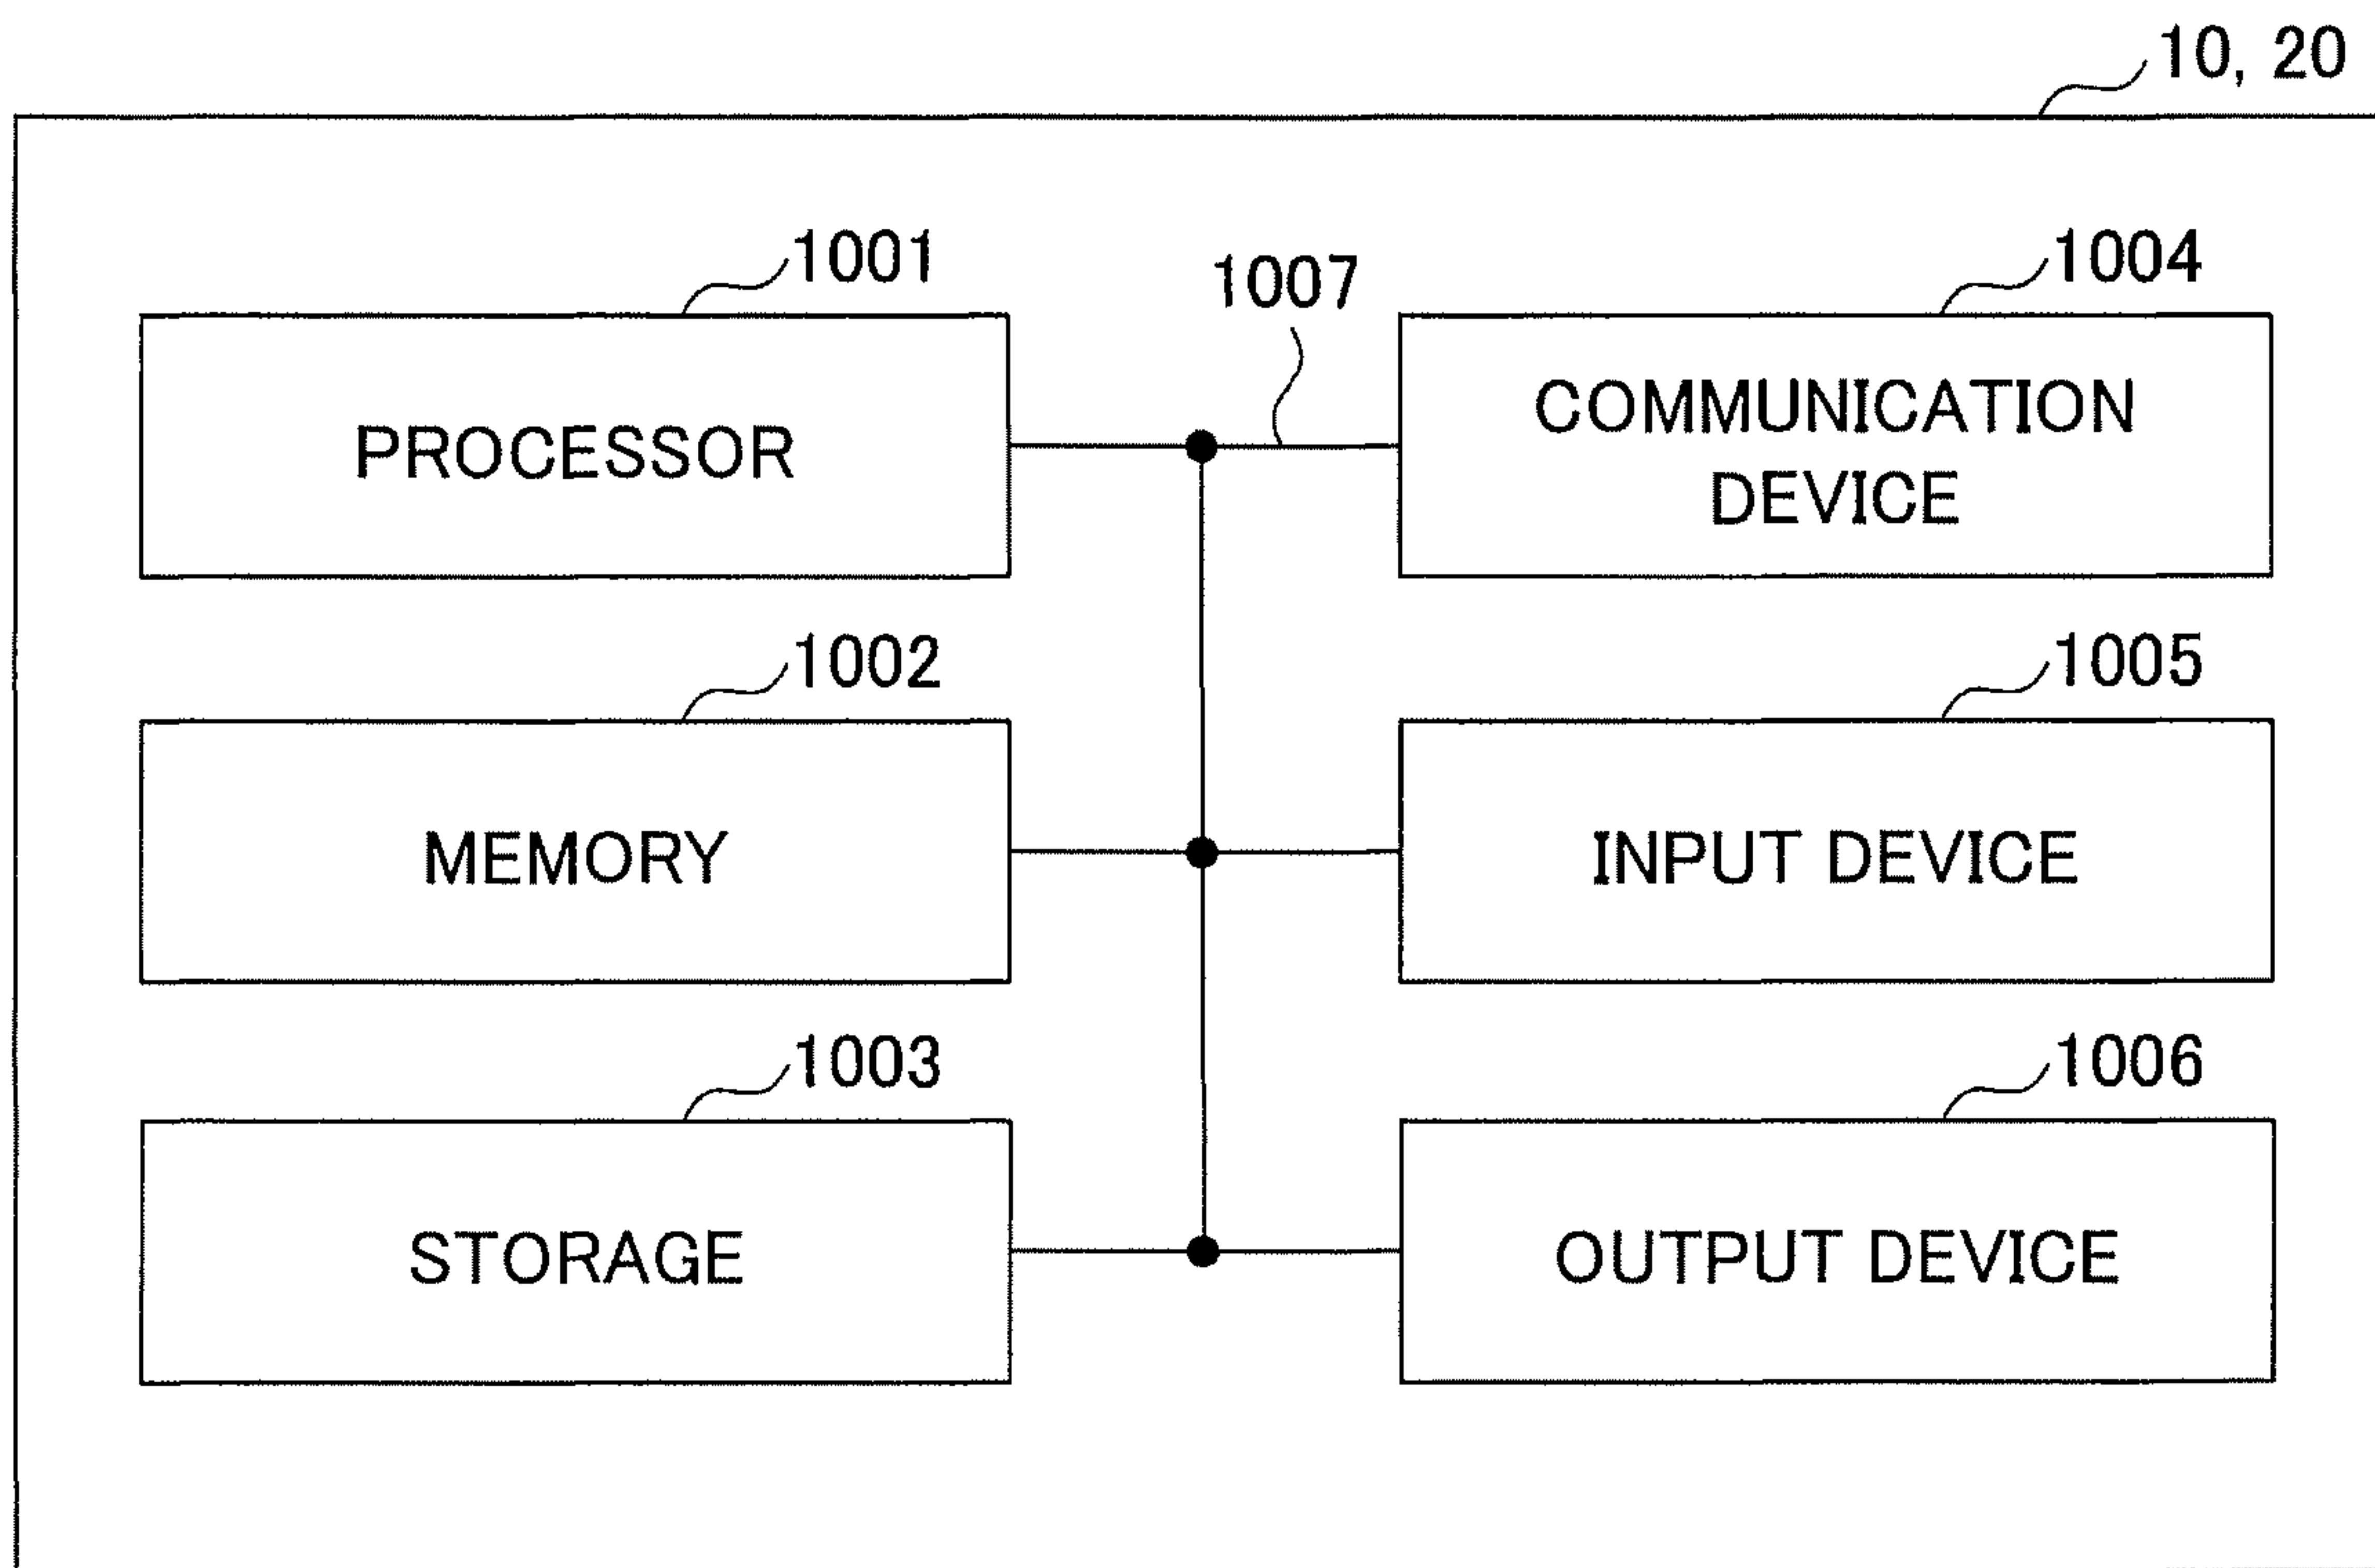 10, 20
1001
1007
1004
PROCESSOR
COMMUNICATION
DEVICE
1002
1005
MEMORY
INPUT DEVICE
1003
1006
STORAGE
OUTPUT DEVICE